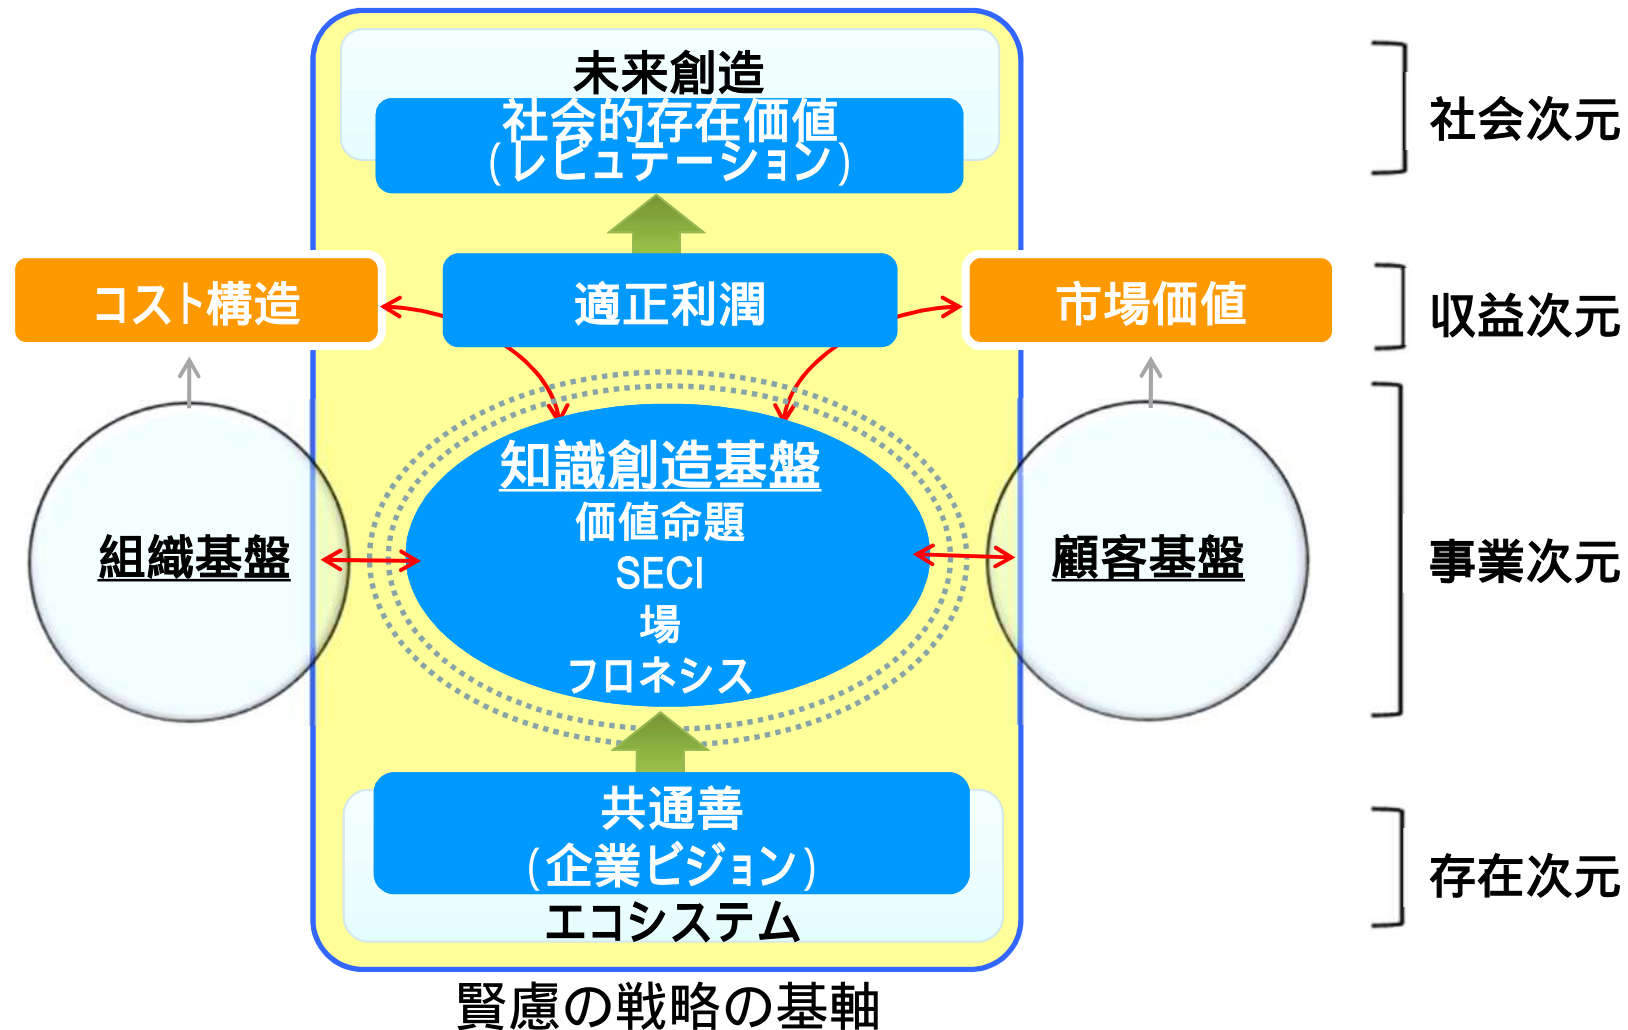 未来創造
社会的存在価値
(レピュテーション)
社会次元
コスト構造
適正利潤
市場価値
収益次元
知識創造基盤
価値命題
SECI
場
フロネシス
組織基盤
顧客基盤
事業次元
共通善
(企業ビジョン)
エコシステム
存在次元
賢慮の戦略の基軸